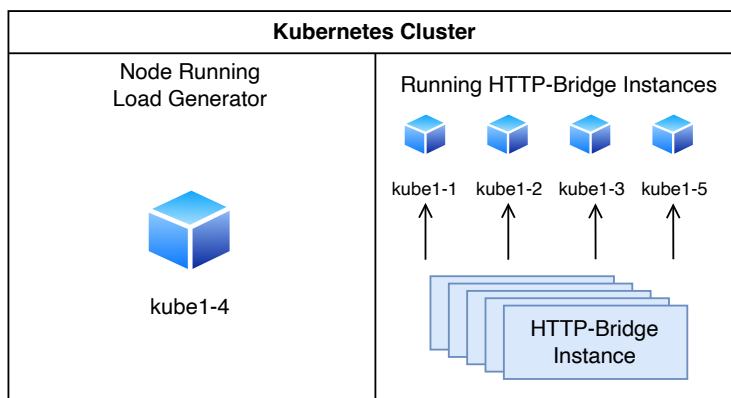 Kubernetes Cluster
Node Running
Load Generator
kube1-4
Running HTTP-Bridge Instances
kube1-1
kube1-2
kube1-3
kube1-5
HTTP-Bridge
Instance